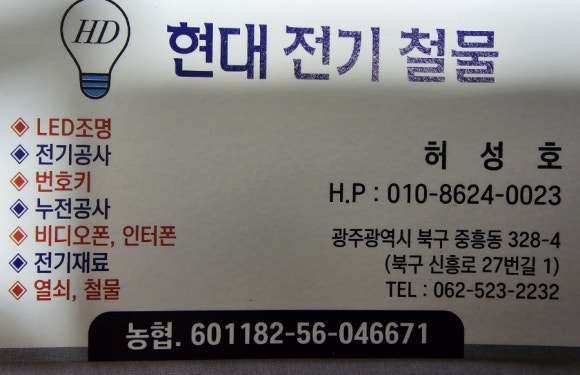 HD
현대 전기 철물
◈ LED조명
◈ 전기공사
◈ 번호키
◈ 누전공사
◈ 비디오폰, 인터폰
◈ 전기재료
◈ 열쇠, 철물
허 성 호
H.P : 010-8624-0023
광주광역시 북구 중흥동 328-4
(북구 신흥로 27번길 1)
TEL : 062-523-2232
농협. 601182-56-046671